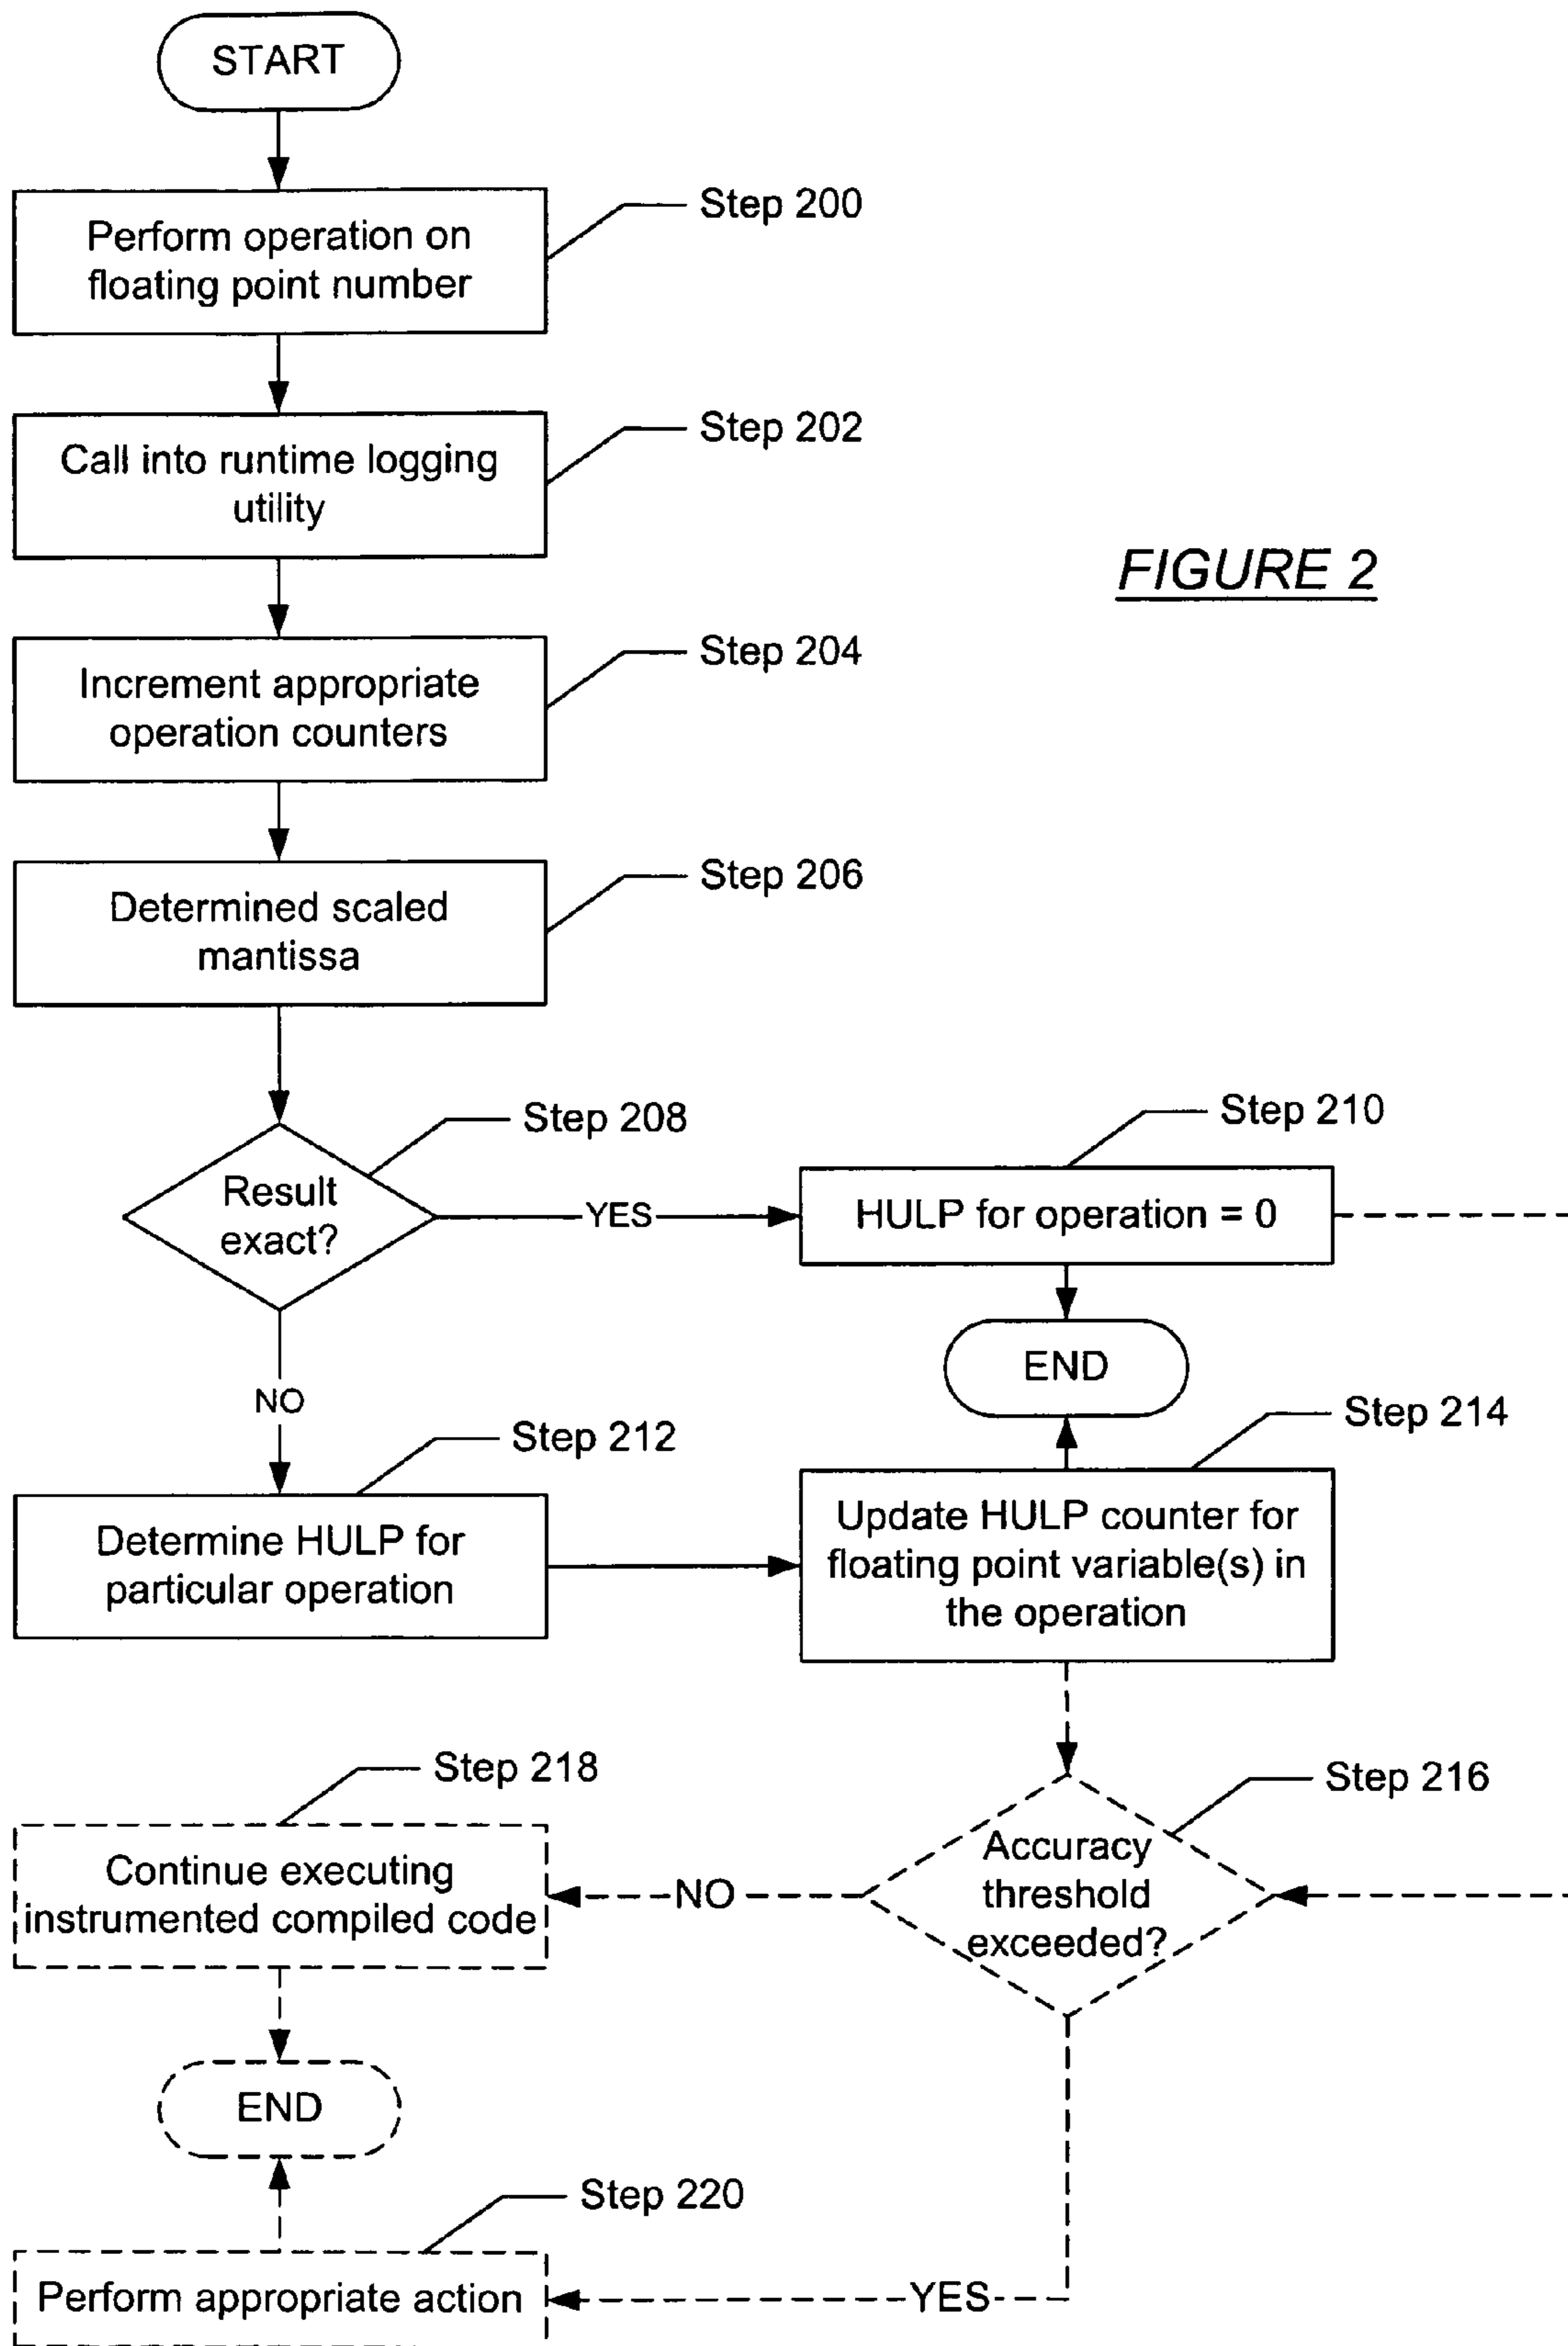 START
Step 200
Perform operation on
floating point number
Step 202
Call into runtime logging
utility
FIGURE 2
Step 204
Increment appropriate
operation counters
Step 206
Determined scaled
mantissa
Step 208
Result
exact?
YES
Step 210
HULP for operation = 0
END
NO
Step 212
Determine HULP for
particular operation
Step 214
Update HULP counter for
floating point variable(s) in
the operation
Step 216
Accuracy
threshold
exceeded?
NO
Step 218
Continue executing
instrumented compiled code
END
Step 220
Perform appropriate action
YES